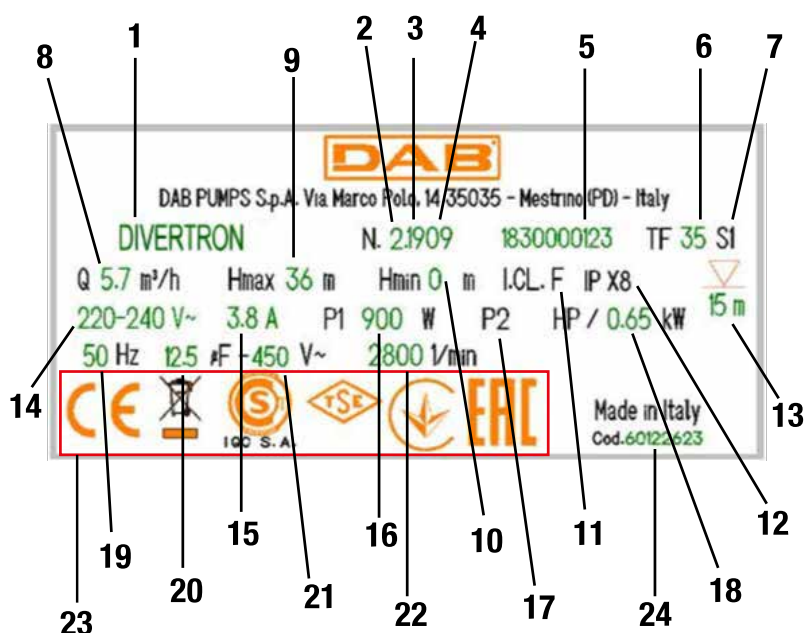 1 2 3 4 5 6 7
8 9
DAB
DAB PUMPS S.p.A. Via Marco Polo, 14 35035 - Mestrino (PD) - Italy
DIVERTRON N. 2.1909 1830000123 TF 35 S1
Q 5.7 m³/h Hmax 36 m Hmin 0 m I.CL. F IP X8
220-240 V~ 3.8 A P1 900 W P2 HP / 0.65 kW 15 m
50 Hz 12.5 µF -450 V~ 2800 1/min
14 13
CE IQC S.A. TSE EAC
Made in Italy
Cod.60122623
19 20 15 21 16 22 10 17 11 18 12
23 24